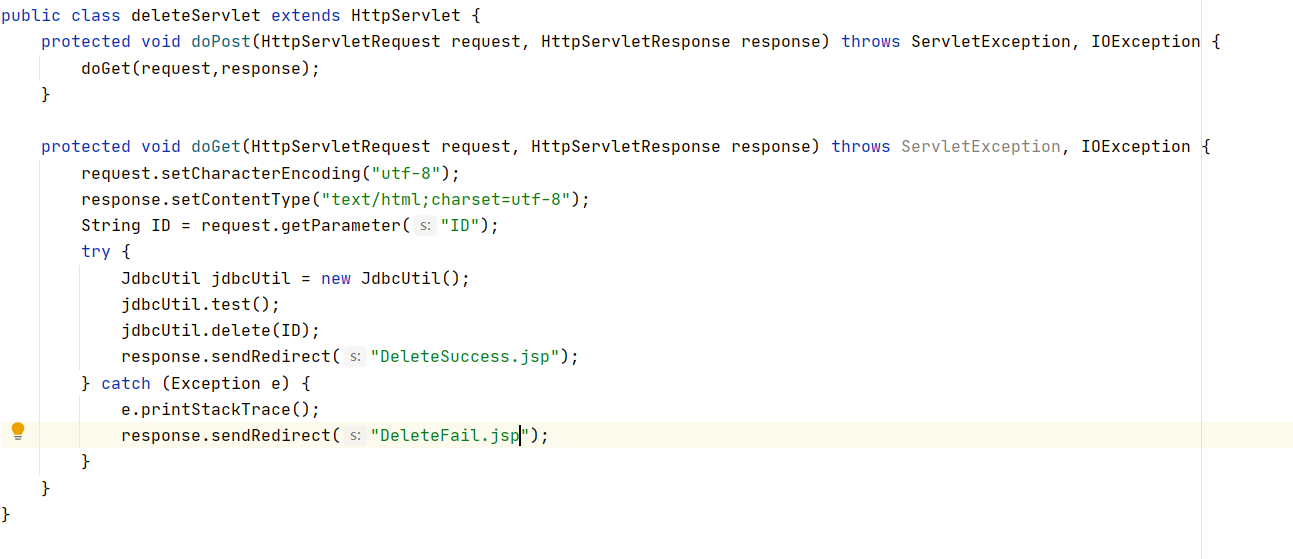 public class deleteServlet extends HttpServlet {
    protected void doPost(HttpServletRequest request, HttpServletResponse response) throws ServletException, IOException {
        doGet(request,response);
    }

    protected void doGet(HttpServletRequest request, HttpServletResponse response) throws ServletException, IOException {
        request.setCharacterEncoding("utf-8");
        response.setContentType("text/html;charset=utf-8");
        String ID = request.getParameter( s: "ID");
        try {
            JdbcUtil jdbcUtil = new JdbcUtil();
            jdbcUtil.test();
            jdbcUtil.delete(ID);
            response.sendRedirect( s: "DeleteSuccess.jsp");
        } catch (Exception e) {
            e.printStackTrace();
            response.sendRedirect( s: "DeleteFail.jsp");
        }
    }
}